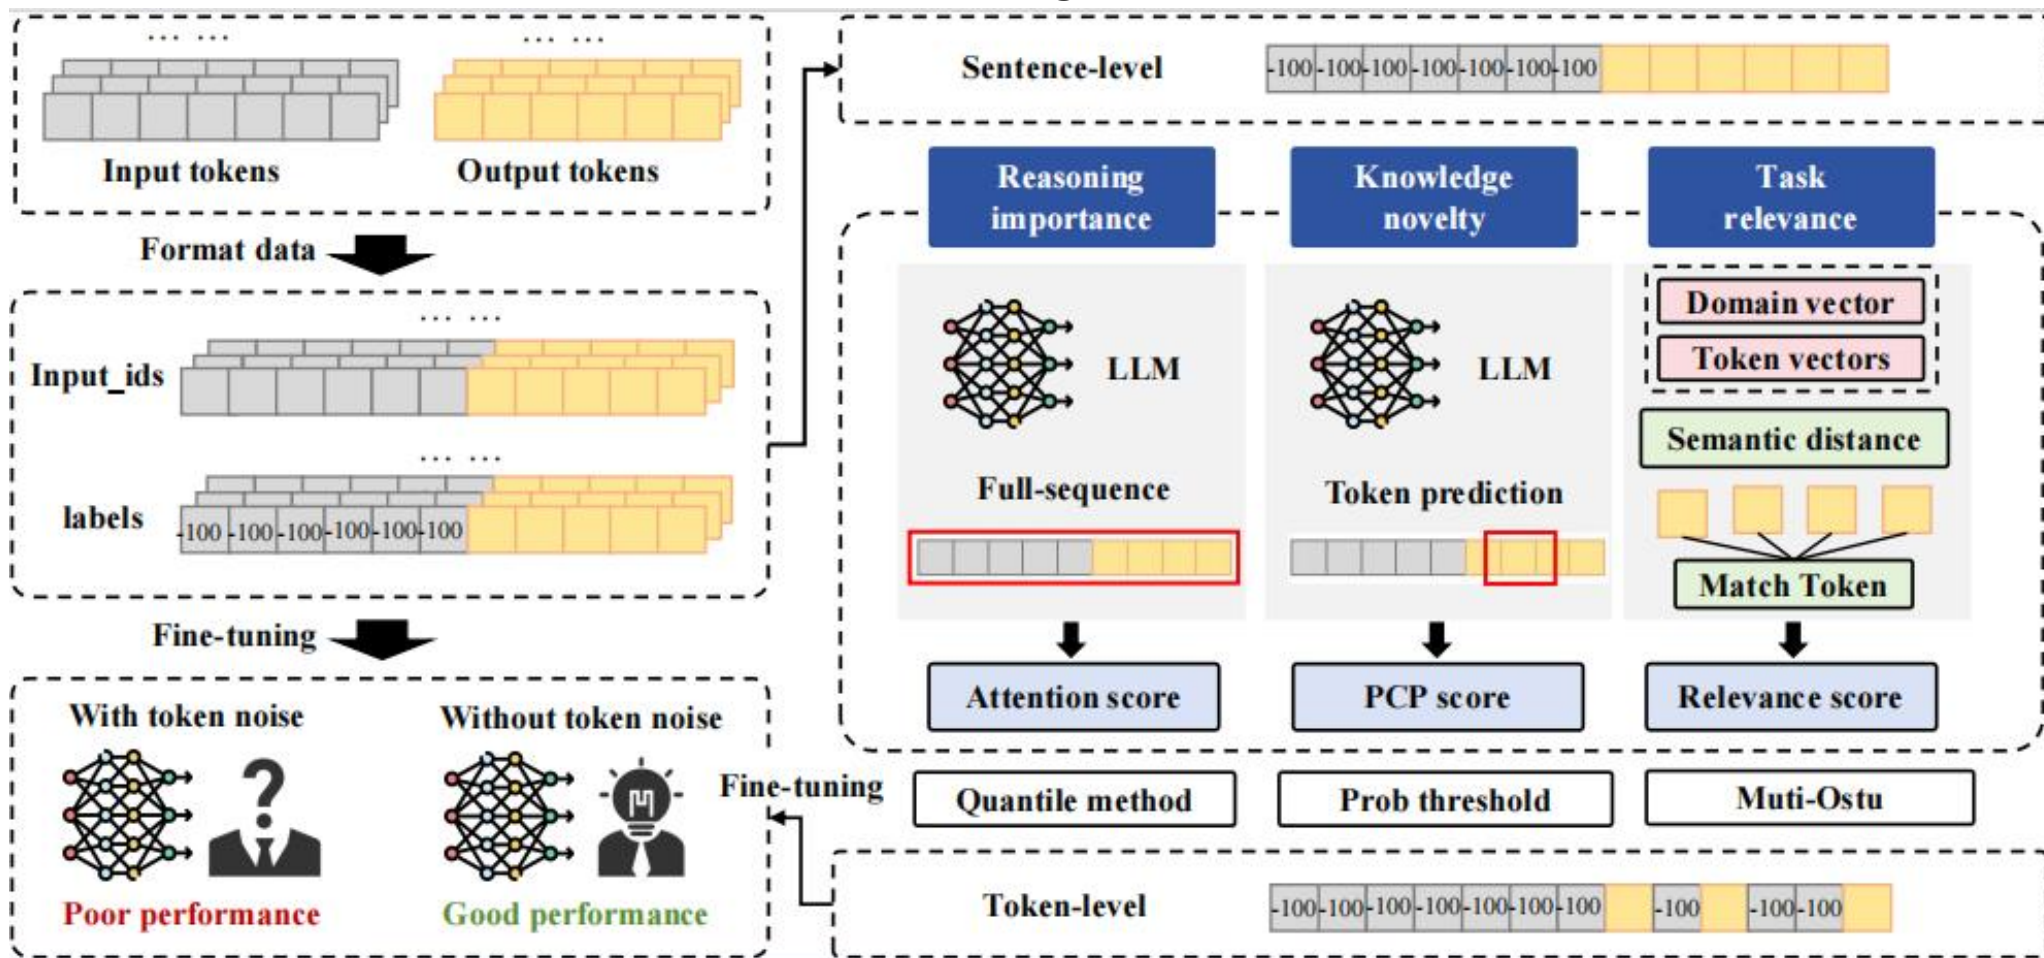 ... ...
... ...
Input tokens
Output tokens
Format data
... ...
Input_ids
... ...
labels
-100 -100 -100 -100 -100 -100
Fine-tuning
With token noise
Without token noise
Poor performance
Good performance
Sentence-level
-100 -100 -100 -100 -100 -100 -100
Reasoning
importance
Knowledge
novelty
Task
relevance
LLM
Full-sequence
LLM
Token prediction
Domain vector
Token vectors
Semantic distance
Match Token
Attention score
PCP score
Relevance score
Quantile method
Prob threshold
Muti-Ostu
Fine-tuning
Token-level
-100 -100 -100 -100 -100 -100 -100 -100 -100 -100